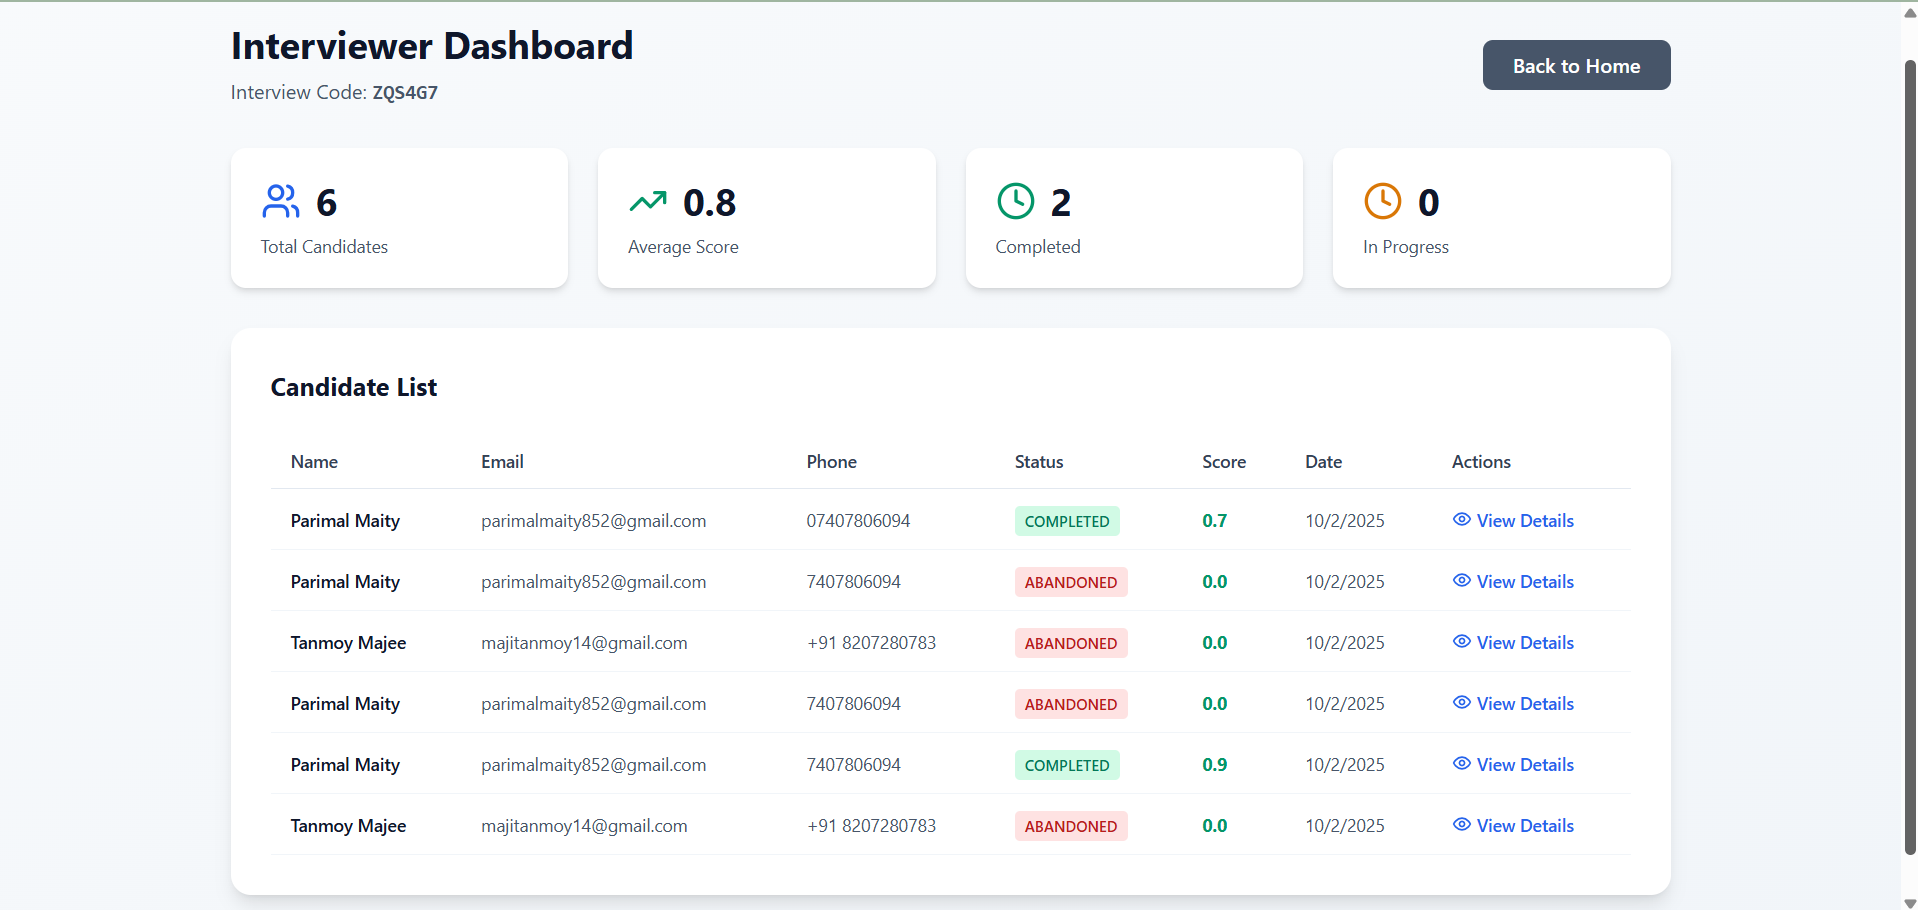 Interviewer Dashboard
Interview Code: ZQS4G7
Back to Home
6
Total Candidates
0.8
Average Score
2
Completed
0
In Progress
Candidate List
Name Email Phone Status Score Date Actions
Parimal Maity parimalmaity852@gmail.com 07407806094 COMPLETED 0.7 10/2/2025 View Details
Parimal Maity parimalmaity852@gmail.com 7407806094 ABANDONED 0.0 10/2/2025 View Details
Tanmoy Majee majitanmoy14@gmail.com +91 8207280783 ABANDONED 0.0 10/2/2025 View Details
Parimal Maity parimalmaity852@gmail.com 7407806094 ABANDONED 0.0 10/2/2025 View Details
Parimal Maity parimalmaity852@gmail.com 7407806094 COMPLETED 0.9 10/2/2025 View Details
Tanmoy Majee majitanmoy14@gmail.com +91 8207280783 ABANDONED 0.0 10/2/2025 View Details